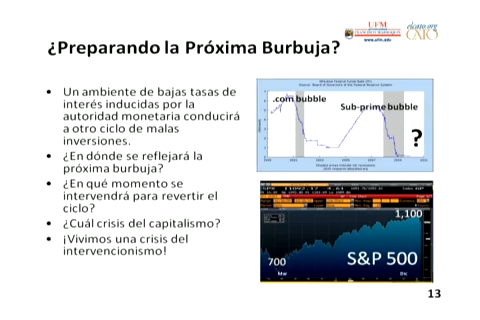 UFM
www.ufm.edu
elcato.org
CATO
¿Preparando la Próxima Burbuja?
• Un ambiente de bajas tasas de
interés inducidas por la
autoridad monetaria conducirá
a otro ciclo de malas
inversiones.
• ¿En dónde se reflejará la
próxima burbuja?
• ¿En qué momento se
intervendrá para revertir el
ciclo?
• ¿Cuál crisis del capitalismo?
• ¡Vivimos una crisis del
intervencionismo!
.com bubble
Sub-prime bubble
?
1,100
700
S&P 500
Mar
Dic
13